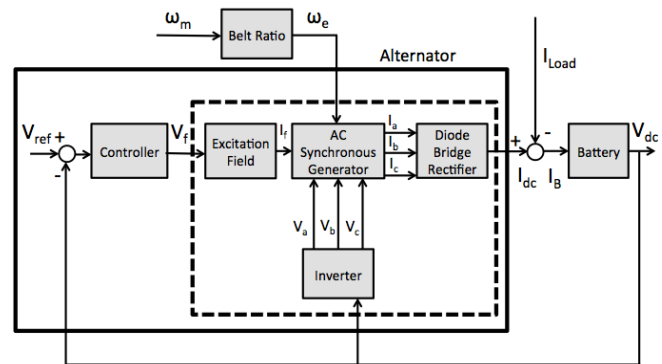 ωm
Belt Ratio
ωe
Alternator
ILoad
Vref
+
-
Controller
Vf
Excitation
Field
If
AC
Synchronous
Generator
Ia
Ib
Ic
Diode
Bridge
Rectifier
+
-
Idc
IB
Battery
Vdc
Va
Vb
Vc
Inverter